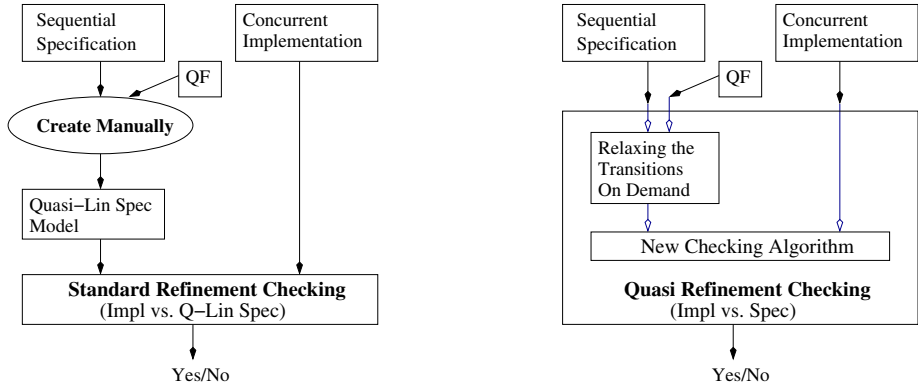 Sequential
Specification
Concurrent
Implementation
QF
Create Manually
Quasi−Lin Spec
Model
Standard Refinement Checking
(Impl vs. Q−Lin Spec)
Yes/No
Sequential
Specification
Concurrent
Implementation
QF
Relaxing the
Transitions
On Demand
New Checking Algorithm
Quasi Refinement Checking
(Impl vs. Spec)
Yes/No